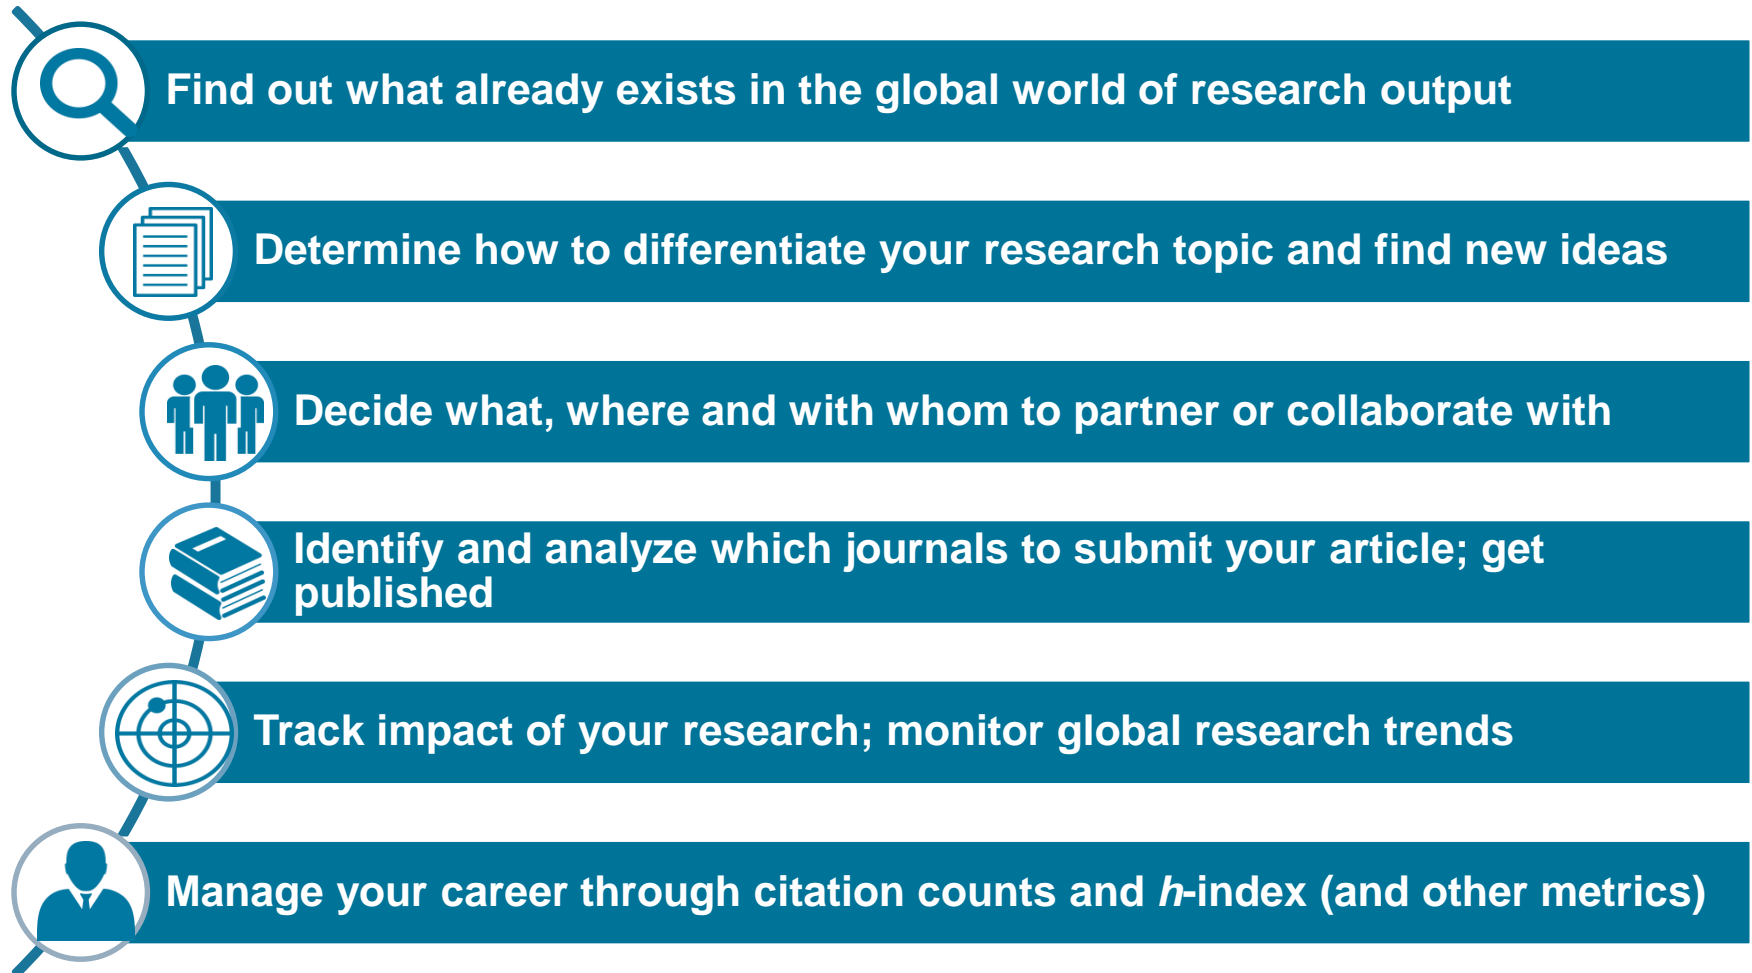 Find out what already exists in the global world of research output
Determine how to differentiate your research topic and find new ideas
Decide what, where and with whom to partner or collaborate with
Identify and analyze which journals to submit your article; get
published
Track impact of your research; monitor global research trends
Manage your career through citation counts and h-index (and other metrics)